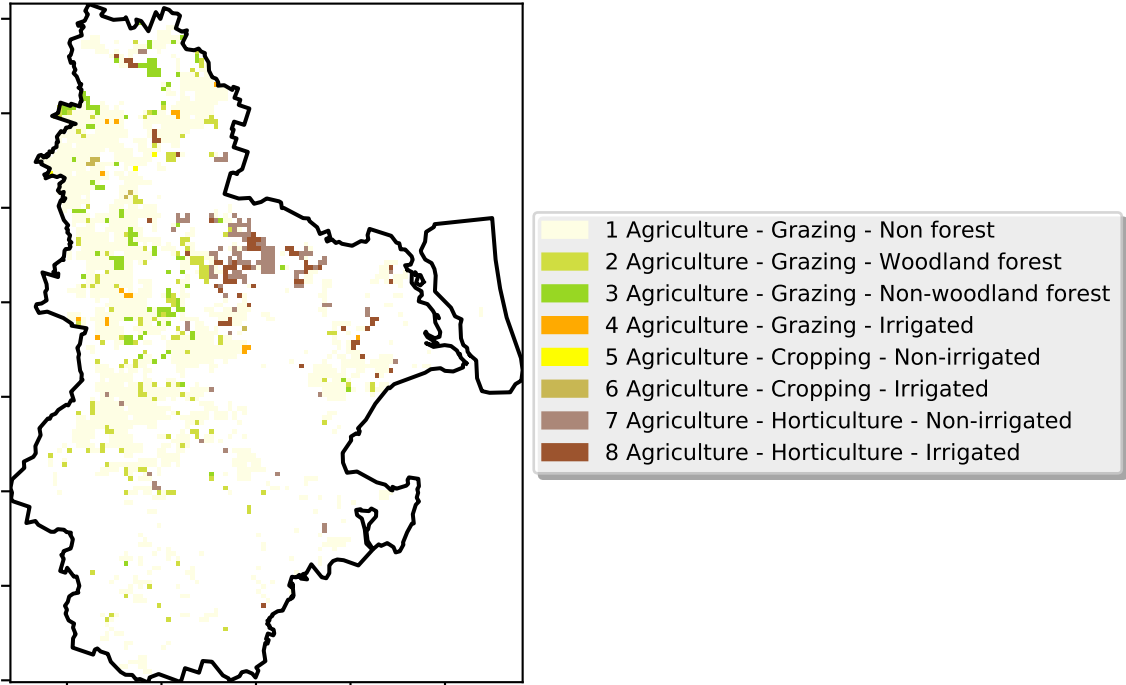 1 Agriculture - Grazing - Non forest
2 Agriculture - Grazing - Woodland forest
3 Agriculture - Grazing - Non-woodland forest
4 Agriculture - Grazing - Irrigated
5 Agriculture - Cropping - Non-irrigated
6 Agriculture - Cropping - Irrigated
7 Agriculture - Horticulture - Non-irrigated
8 Agriculture - Horticulture - Irrigated